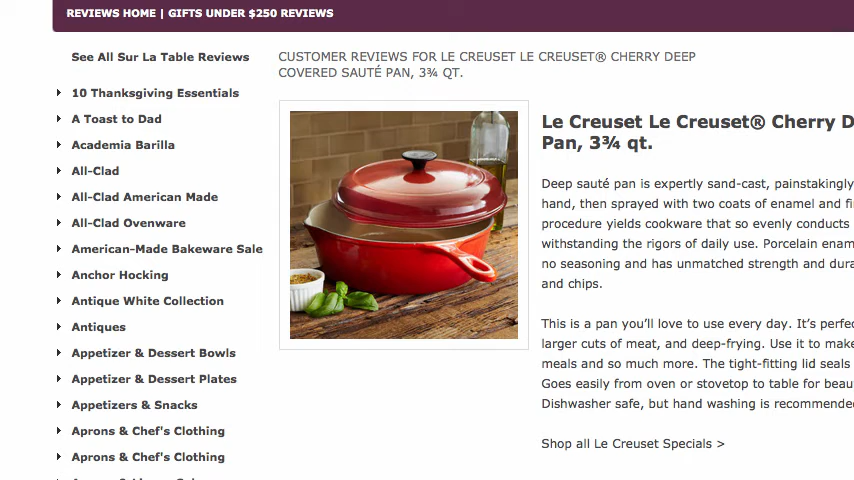 REVIEWS HOME | GIFTS UNDER $250 REVIEWS
See All Sur La Table Reviews
10 Thanksgiving Essentials
A Toast to Dad
Academia Barilla
All-Clad
All-Clad American Made
All-Clad Ovenware
American-Made Bakeware Sale
Anchor Hocking
Antique White Collection
Antiques
Appetizer & Dessert Bowls
Appetizer & Dessert Plates
Appetizers & Snacks
Aprons & Chef's Clothing
Aprons & Chef's Clothing
CUSTOMER REVIEWS FOR LE CREUSET LE CREUSET® CHERRY DEEP
COVERED SAUTÉ PAN, 3¾ QT.
Le Creuset Le Creuset® Cherry D
Pan, 3¾ qt.
Deep sauté pan is expertly sand-cast, painstakingly
hand, then sprayed with two coats of enamel and fi
procedure yields cookware that so evenly conducts
withstanding the rigors of daily use. Porcelain enam
no seasoning and has unmatched strength and dura
and chips.
This is a pan you’ll love to use every day. It’s perfec
larger cuts of meat, and deep-frying. Use it to make
meals and so much more. The tight-fitting lid seals
Goes easily from oven or stovetop to table for beau
Dishwasher safe, but hand washing is recommended
Shop all Le Creuset Specials >